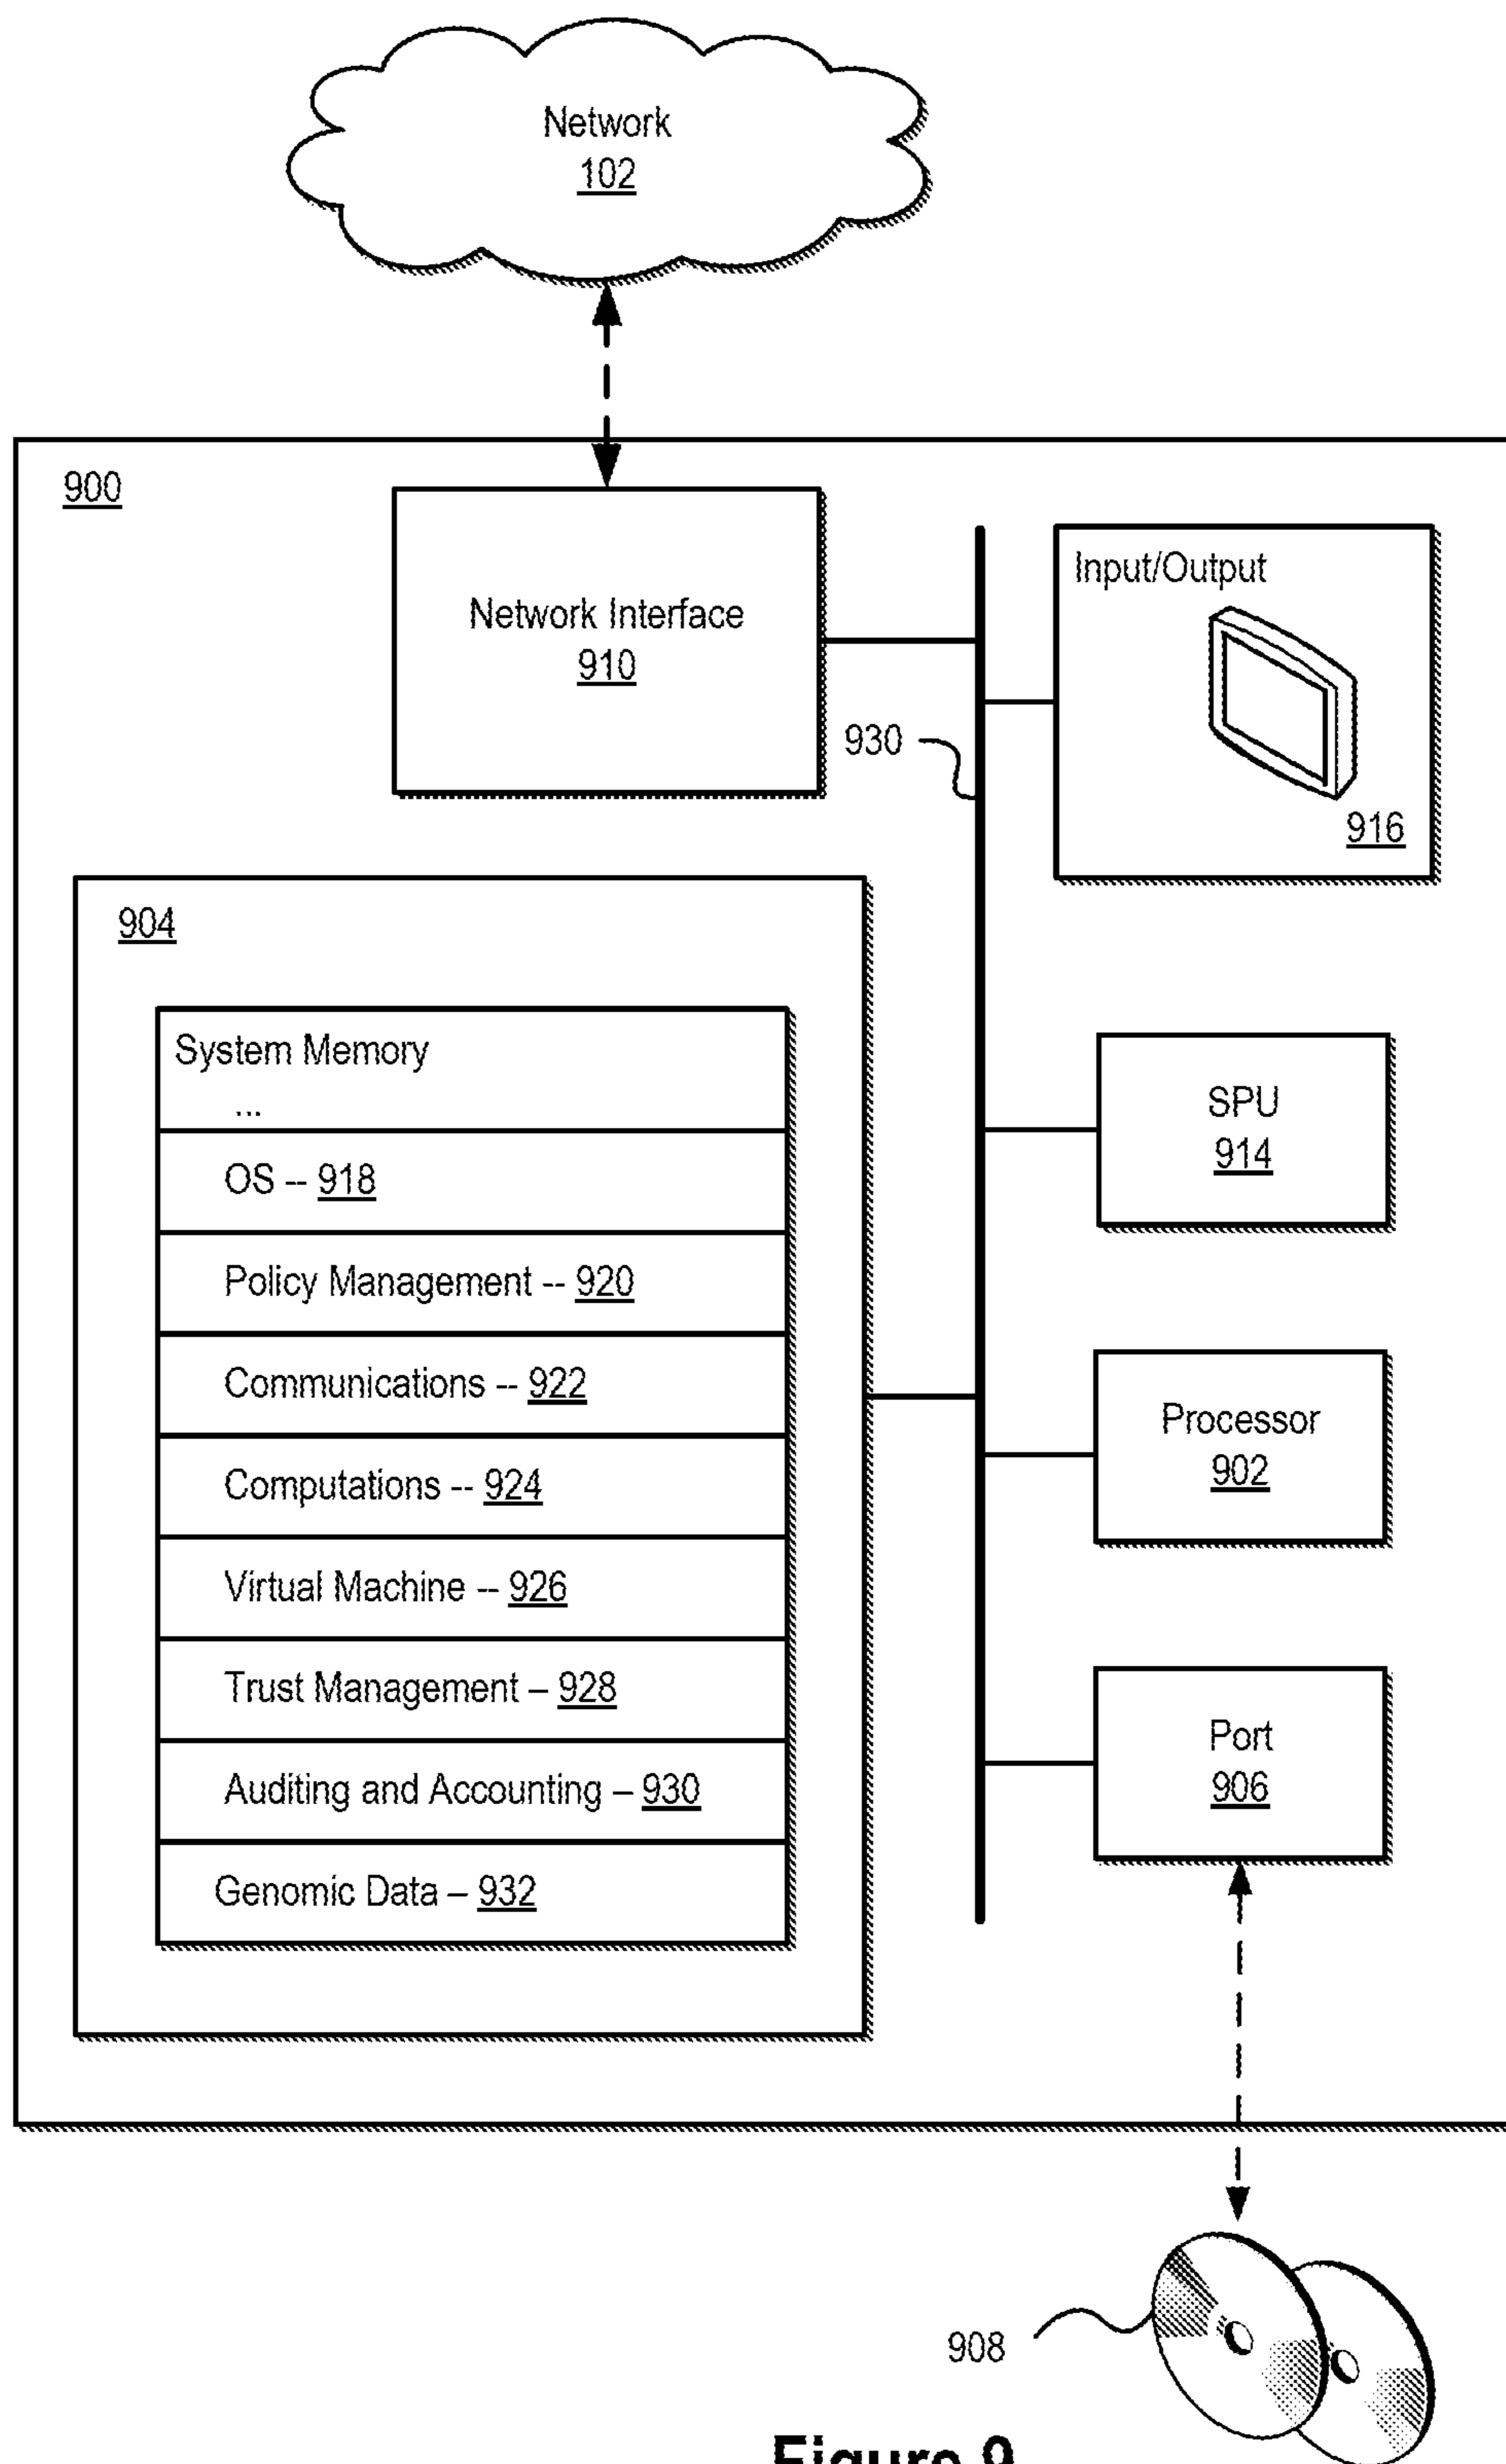 Network
102
900
Network Interface
910
Input/Output
916
930
904
System Memory
...
OS -- 918
Policy Management -- 920
Communications -- 922
Computations -- 924
Virtual Machine -- 926
Trust Management – 928
Auditing and Accounting – 930
Genomic Data – 932
SPU
914
Processor
902
Port
906
908
Figure 9